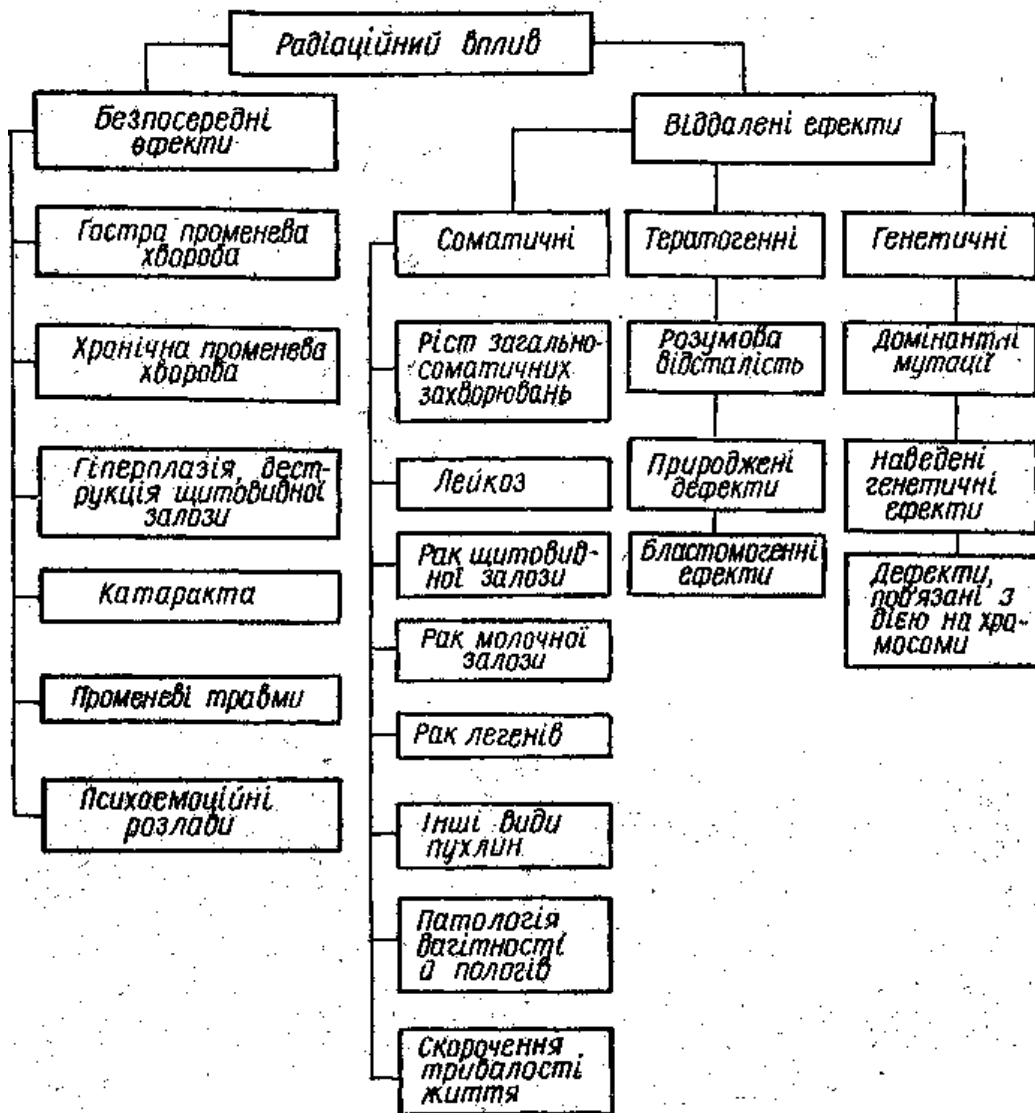 Радіаційний вплив
Безпосередні
ефекти
Гостра променева
хвороба
Хронічна променева
хвороба
Гіперплазія, дест-
рукція щитовидної
залози
Катаракта
Променеві травми
Психоемоційні
розлади
Віддалені ефекти
Соматичні
Ріст загально-
соматичних
захворювань
Лейкоз
Рак щитовид-
ної залози
Рак молочної
залози
Рак легенів
Інші види
пухлин
Патологія
вагітності
й пологів
Скорочення
тривалості
життя
Тератогенні
Розумова
відсталість
Природжені
дефекти
Бластомогенні
ефекти
Генетичні
Домінантні
мутації
Наведені
генетичні
ефекти
Дефекти,
пов'язані з
дією на хро-
мосоми